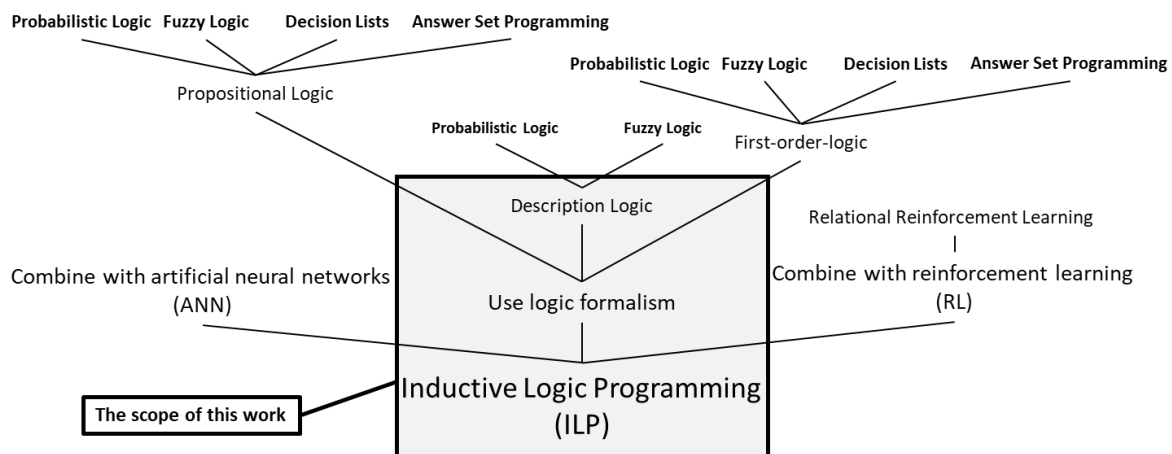 Probabilistic Logic Fuzzy Logic Decision Lists Answer Set Programming
Probabilistic Logic Fuzzy Logic Decision Lists Answer Set Programming
Propositional Logic
Probabilistic Logic Fuzzy Logic
First-order-logic
Description Logic
Relational Reinforcement Learning
Combine with artificial neural networks
(ANN)
Combine with reinforcement learning
(RL)
Use logic formalism
Inductive Logic Programming
(ILP)
The scope of this work